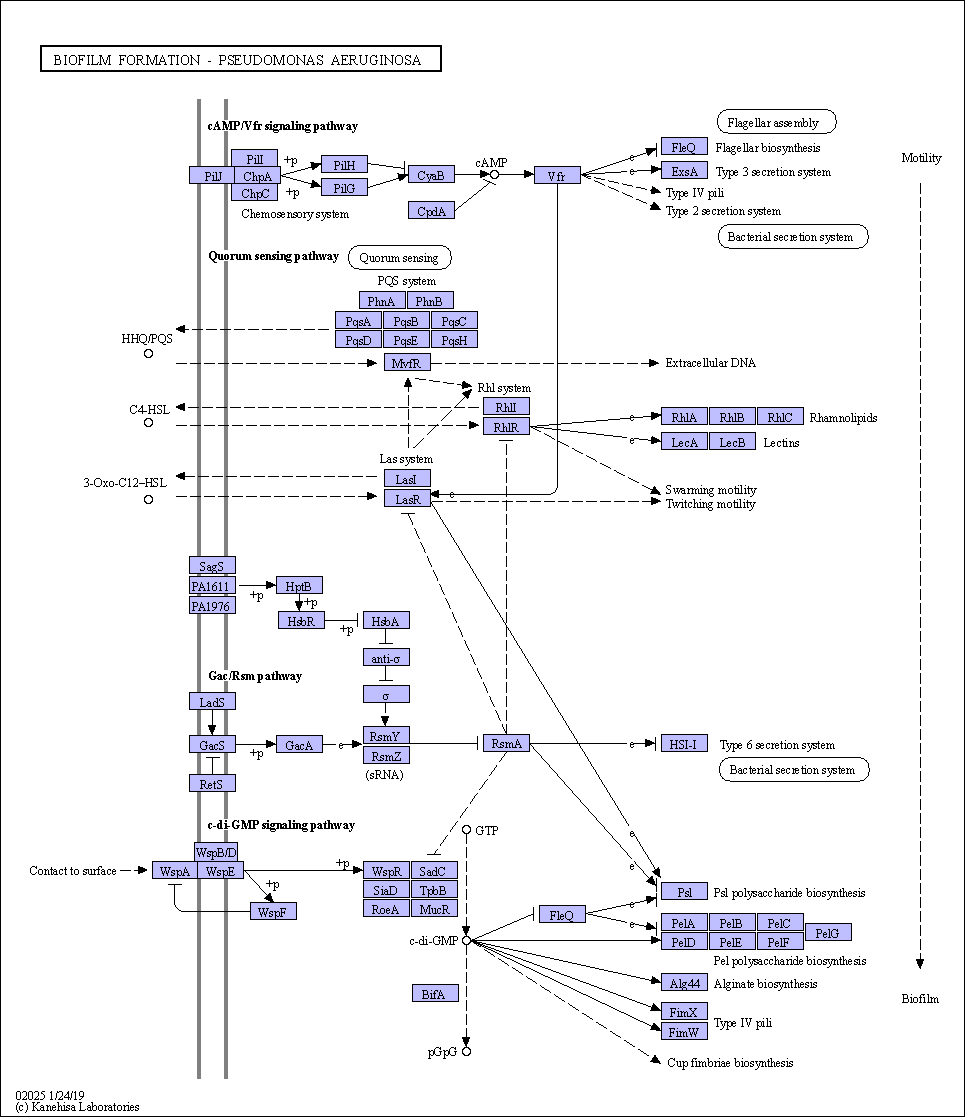 BIOFILM FORMATION - PSEUDOMONAS AERUGINOSA
cAMP/Vfr signaling pathway
Flagellar assembly
PilI
+p
PilH
cAMP
FleQ
Flagellar biosynthesis
Motility
PilJ
ChpA
CyaB
Vfr
e
e
ExsA
Type 3 secretion system
ChpC
+p
PilG
Type IV pili
Chemosensory system
CpdA
Type 2 secretion system
Bacterial secretion system
Quorum sensing pathway
Quorum sensing
PQS system
PhnA
PhnB
PqsA
PqsB
PqsC
HHQ/PQS
PqsD
PqsE
PqsH
MvfR
Extracellular DNA
Rhl system
C4-HSL
RhlI
RhlR
e
RhlA
RhlB
RhlC
Rhamnolipids
e
LecA
LecB
Lectins
Las system
3-Oxo-C12-HSL
LasI
LasR
e
Swarming motility
Twitching motility
SagS
PA1611
+p
HptB
PA1976
+p
HsbR
+p
HsbA
anti-σ
Gac/Rsm pathway
σ
LadS
GacS
+p
GacA
e
RsmY
RsmZ
(sRNA)
RsmA
e
HSI-I
Type 6 secretion system
Bacterial secretion system
RetS
c-di-GMP signaling pathway
GTP
e
WspB/D
+p
e
Contact to surface
WspA
WspE
WspR
SadC
+p
SiaD
TpbB
Psl
Psl polysaccharide biosynthesis
WspF
RoeA
MucR
FleQ
e
e
PelA
PelB
PelC
PelG
c-di-GMP
PelD
PelE
PelF
Pel polysaccharide biosynthesis
Alg44
Alginate biosynthesis
BifA
Biofilm
FimX
Type IV pili
FimW
pGpG
Cup fimbriae biosynthesis
02025 1/24/19
(c) Kanehisa Laboratories